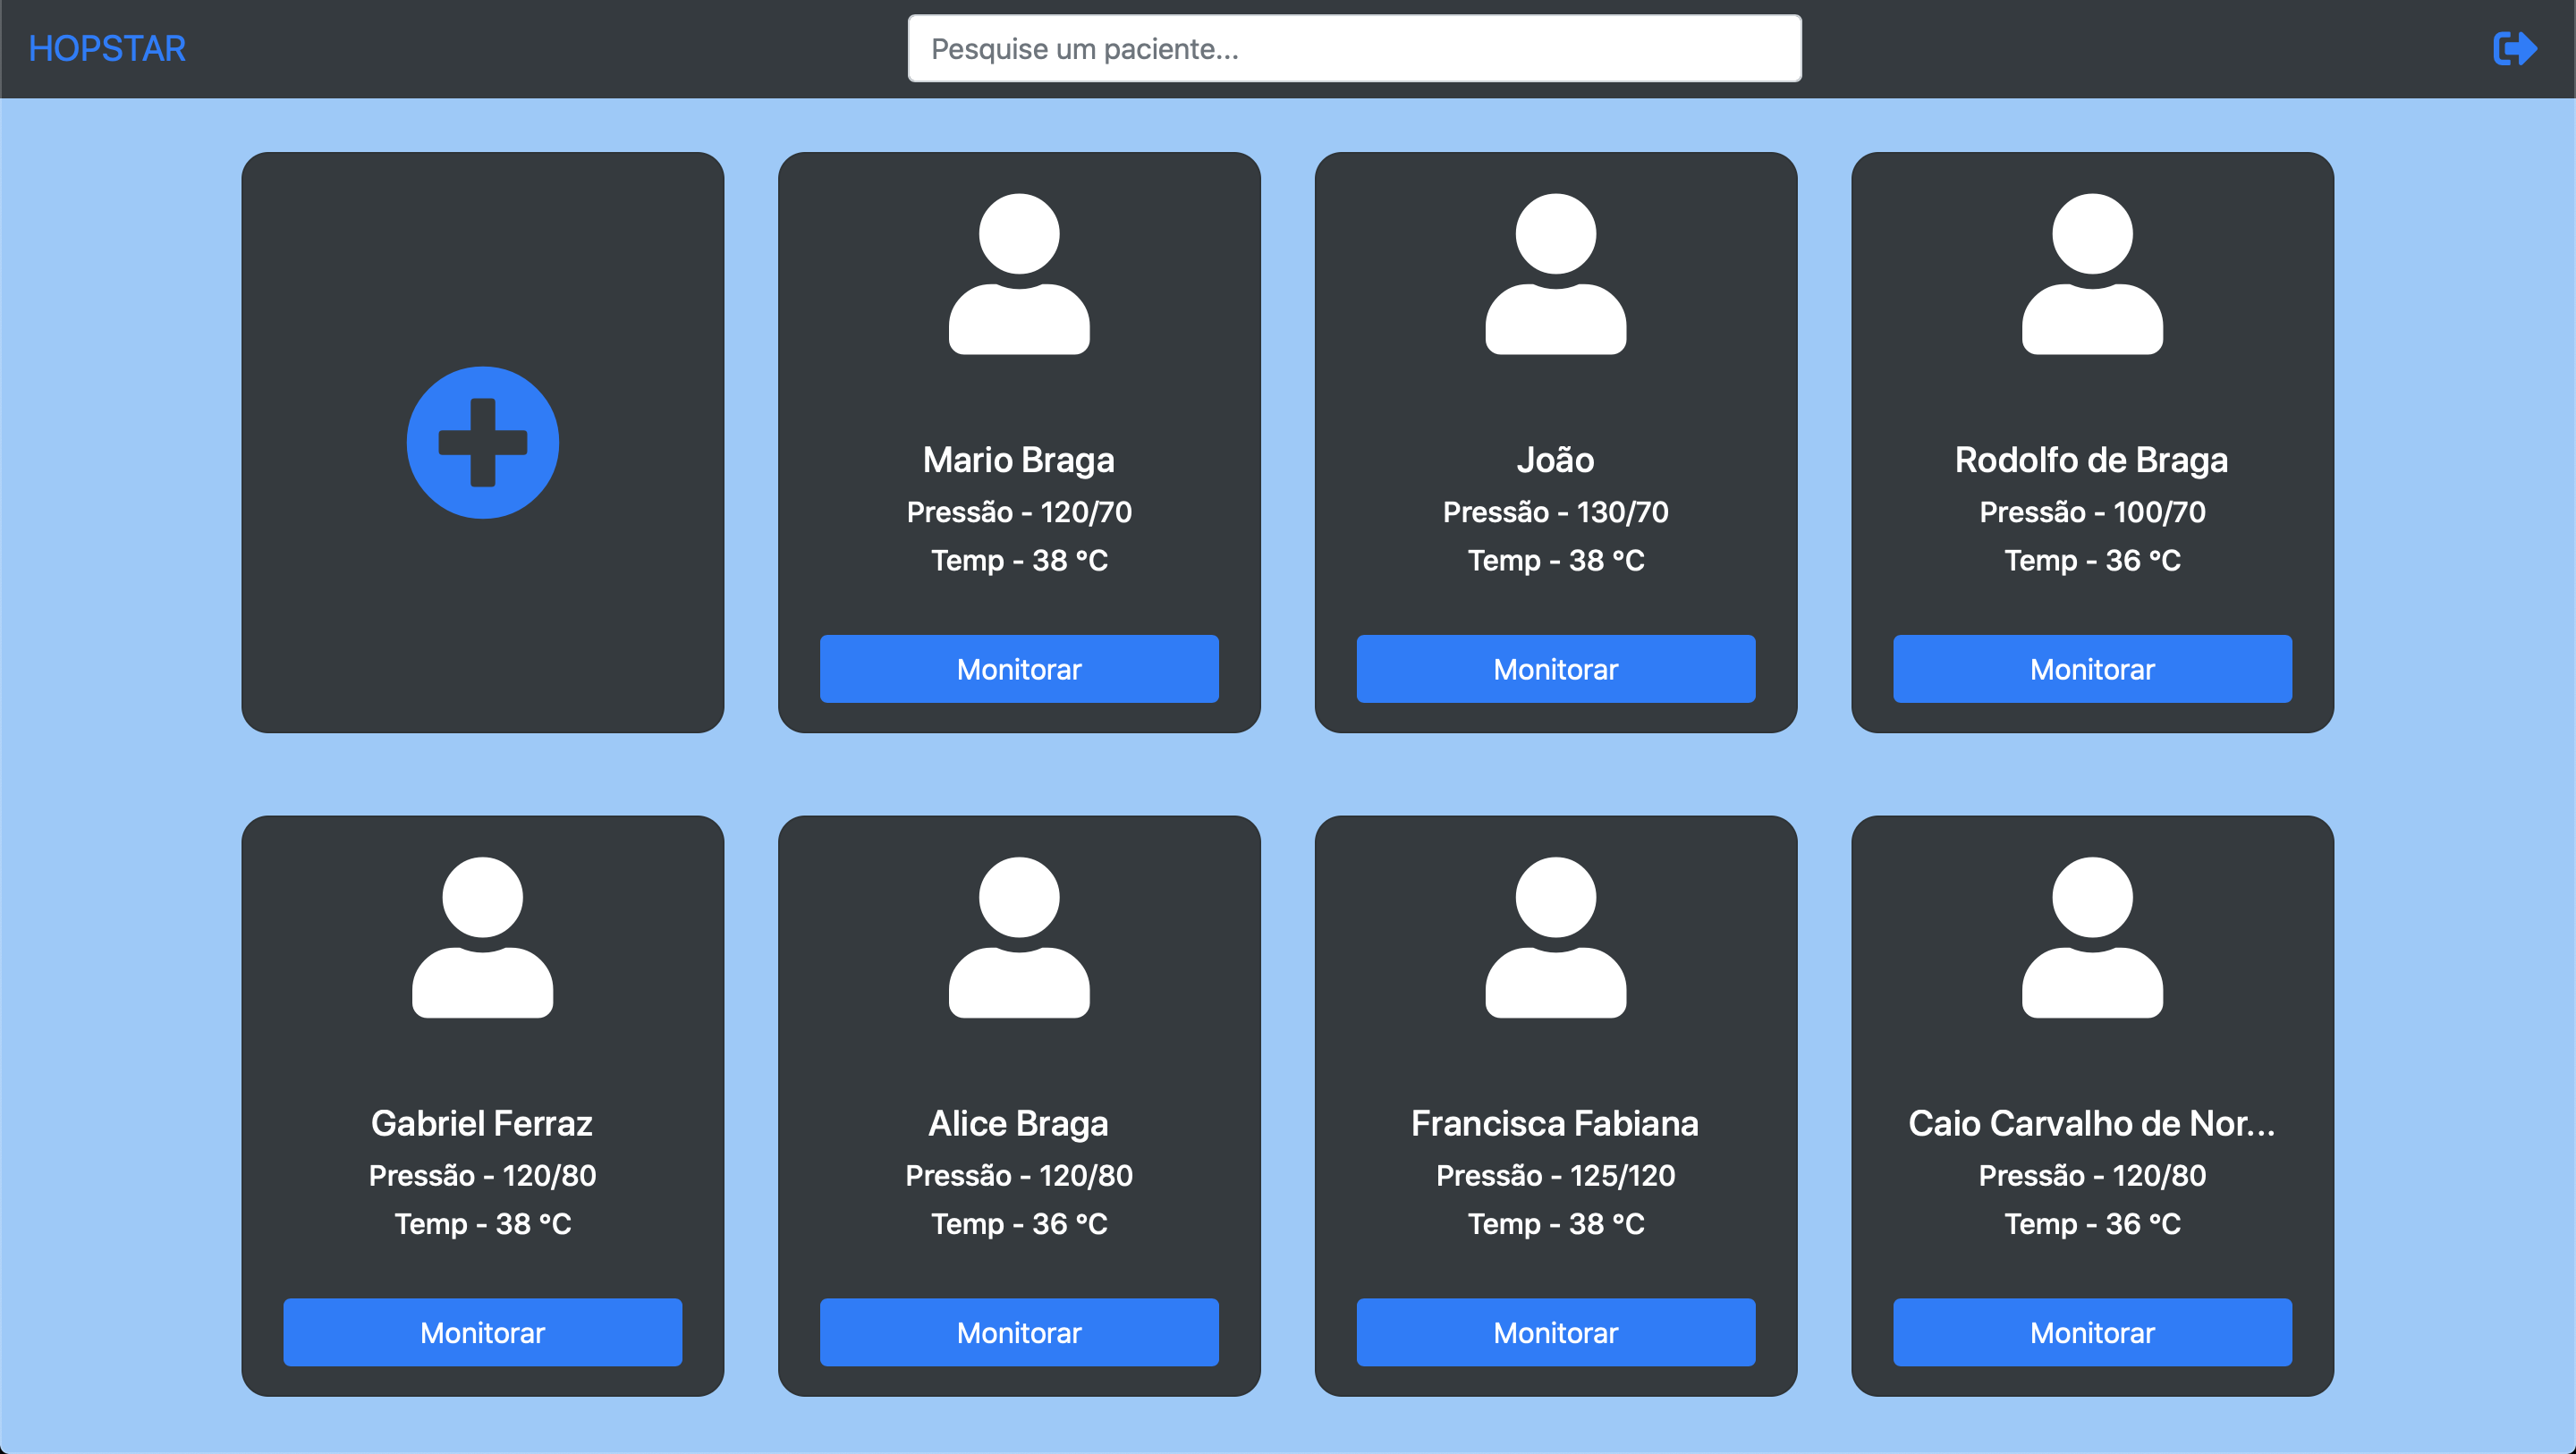 HOPSTAR
Pesquise um paciente...
Mario Braga
Pressão - 120/70
Temp - 38 °C
Monitorar
João
Pressão - 130/70
Temp - 38 °C
Monitorar
Rodolfo de Braga
Pressão - 100/70
Temp - 36 °C
Monitorar
Gabriel Ferraz
Pressão - 120/80
Temp - 38 °C
Monitorar
Alice Braga
Pressão - 120/80
Temp - 36 °C
Monitorar
Francisca Fabiana
Pressão - 125/120
Temp - 38 °C
Monitorar
Caio Carvalho de Nor...
Pressão - 120/80
Temp - 36 °C
Monitorar